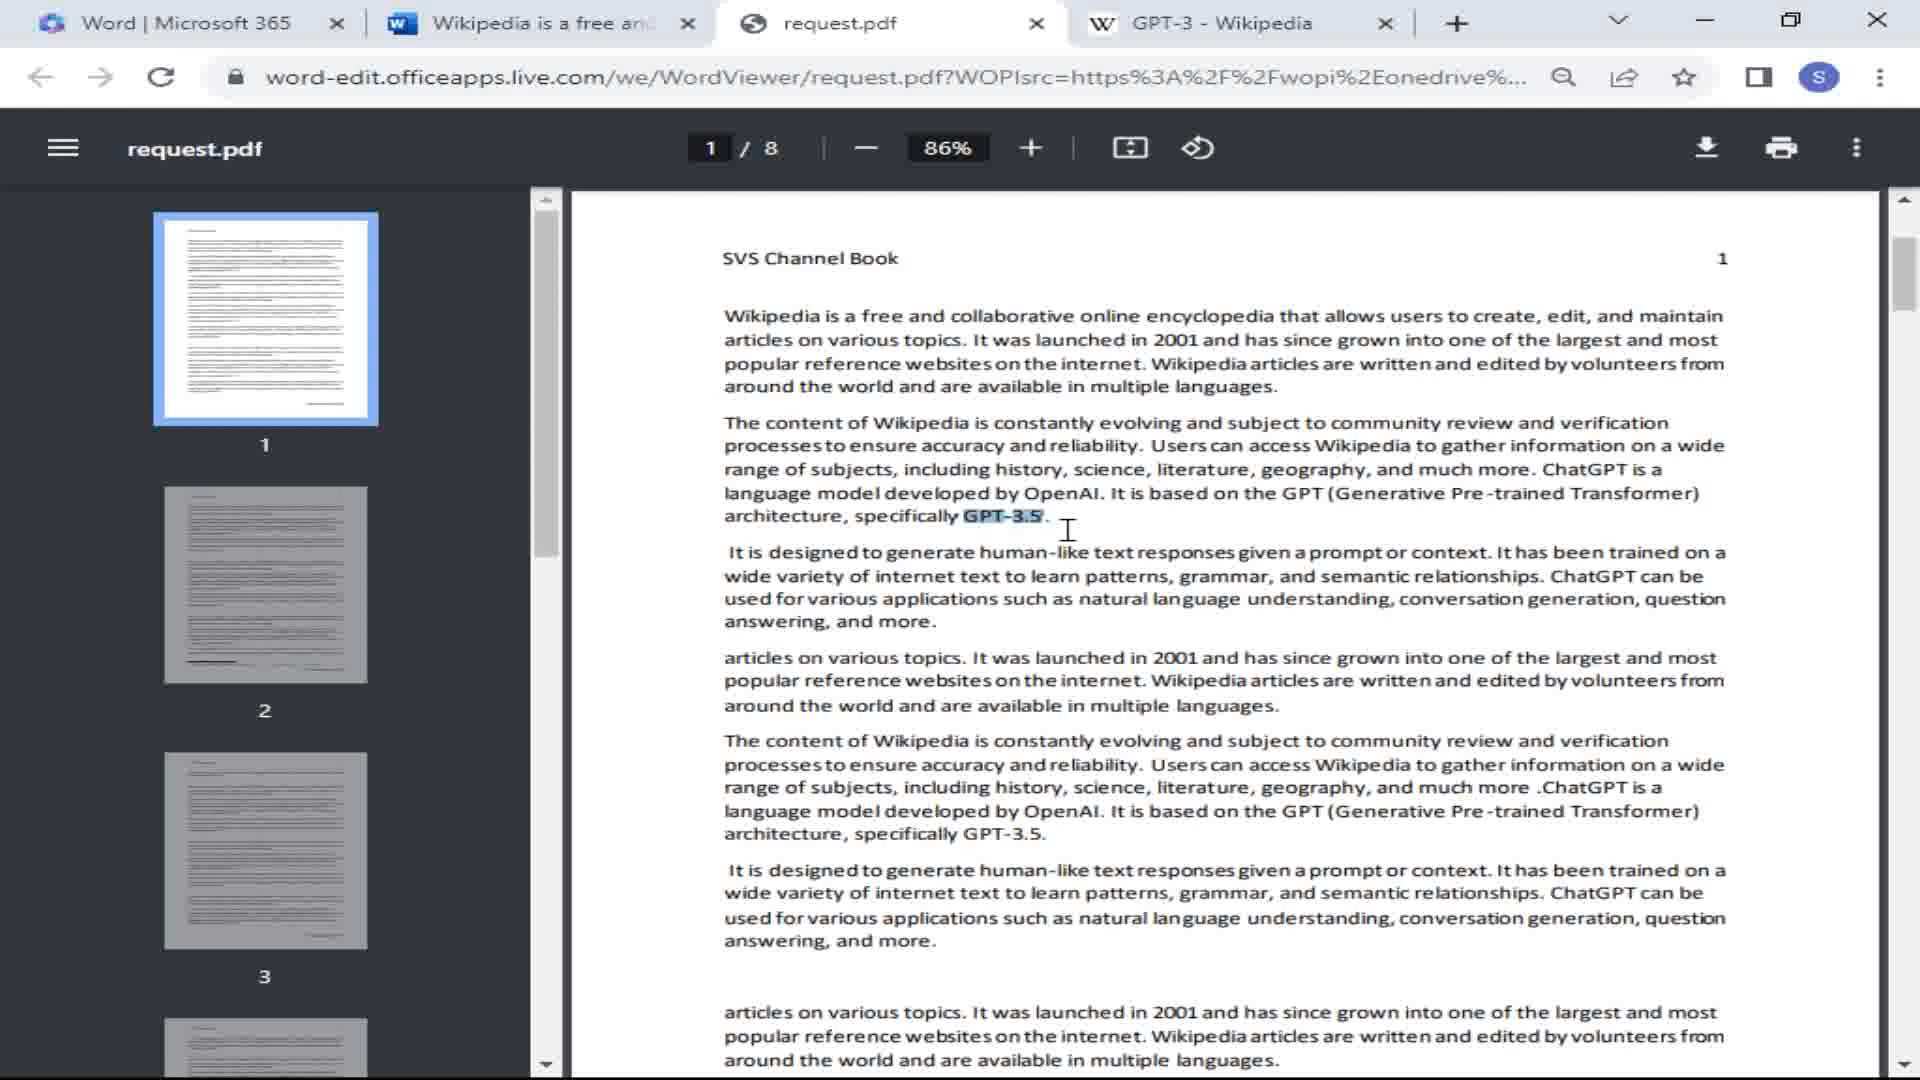 Word | Microsoft 365
Wikipedia is a free an
request.pdf
W GPT-3 - Wikipedia
word-edit.officeapps.live.com/we/WordViewer/request.pdf?WOPIsrc=https%3A%2F%2Fwopi%2Eonedrive%...
S
request.pdf
1 / 8
86%
1
2
3
SVS Channel Book 1
Wikipedia is a free and collaborative online encyclopedia that allows users to create, edit, and maintain
articles on various topics. It was launched in 2001 and has since grown into one of the largest and most
popular reference websites on the internet. Wikipedia articles are written and edited by volunteers from
around the world and are available in multiple languages.
The content of Wikipedia is constantly evolving and subject to community review and verification
processes to ensure accuracy and reliability. Users can access Wikipedia to gather information on a wide
range of subjects, including history, science, literature, geography, and much more. ChatGPT is a
language model developed by OpenAI. It is based on the GPT (Generative Pre-trained Transformer)
architecture, specifically GPT-3.5.
It is designed to generate human-like text responses given a prompt or context. It has been trained on a
wide variety of internet text to learn patterns, grammar, and semantic relationships. ChatGPT can be
used for various applications such as natural language understanding, conversation generation, question
answering, and more.
articles on various topics. It was launched in 2001 and has since grown into one of the largest and most
popular reference websites on the internet. Wikipedia articles are written and edited by volunteers from
around the world and are available in multiple languages.
The content of Wikipedia is constantly evolving and subject to community review and verification
processes to ensure accuracy and reliability. Users can access Wikipedia to gather information on a wide
range of subjects, including history, science, literature, geography, and much more .ChatGPT is a
language model developed by OpenAI. It is based on the GPT (Generative Pre-trained Transformer)
architecture, specifically GPT-3.5.
It is designed to generate human-like text responses given a prompt or context. It has been trained on a
wide variety of internet text to learn patterns, grammar, and semantic relationships. ChatGPT can be
used for various applications such as natural language understanding, conversation generation, question
answering, and more.
articles on various topics. It was launched in 2001 and has since grown into one of the largest and most
popular reference websites on the internet. Wikipedia articles are written and edited by volunteers from
around the world and are available in multiple languages.